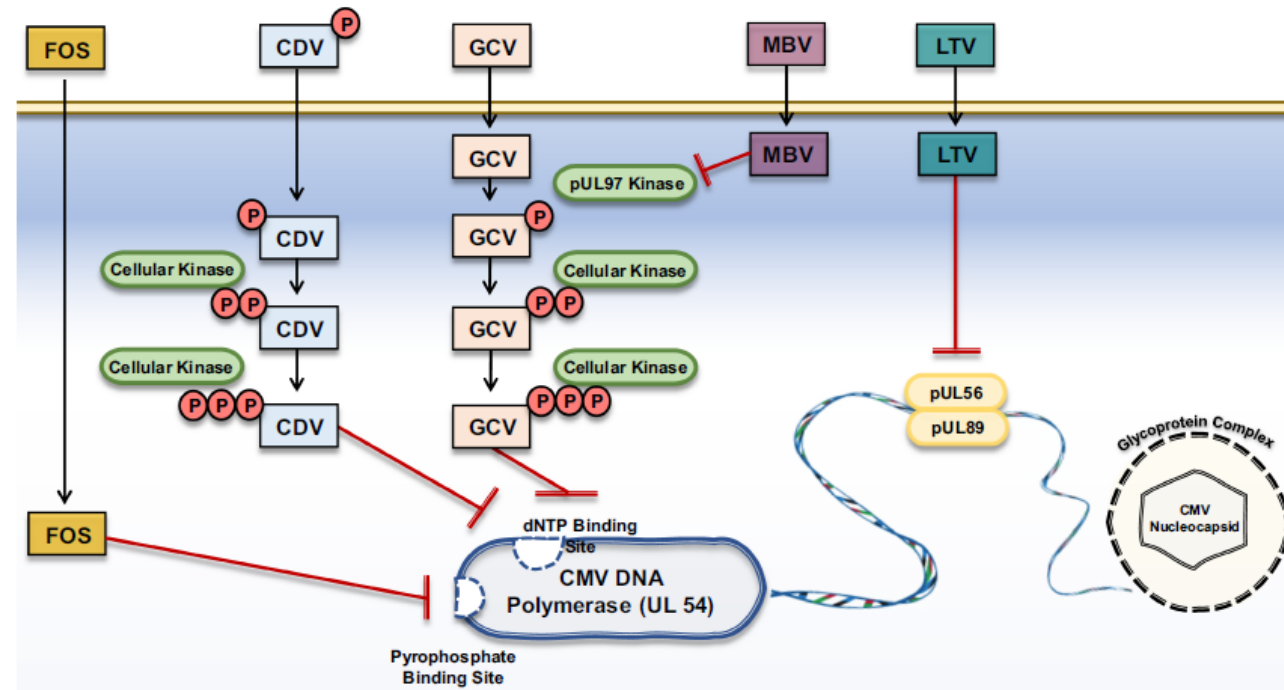 FOS
CDV
P
GCV
MBV
LTV
GCV
MBV
LTV
pUL97 Kinase
P
CDV
GCV
P
Cellular Kinase
Cellular Kinase
P P
CDV
GCV
P P
Cellular Kinase
Cellular Kinase
P P P
CDV
GCV
P P P
pUL56
pUL89
Glycoprotein Complex
CMV
Nucleocapsid
FOS
dNTP Binding
Site
CMV DNA
Polymerase (UL 54)
Pyrophosphate
Binding Site